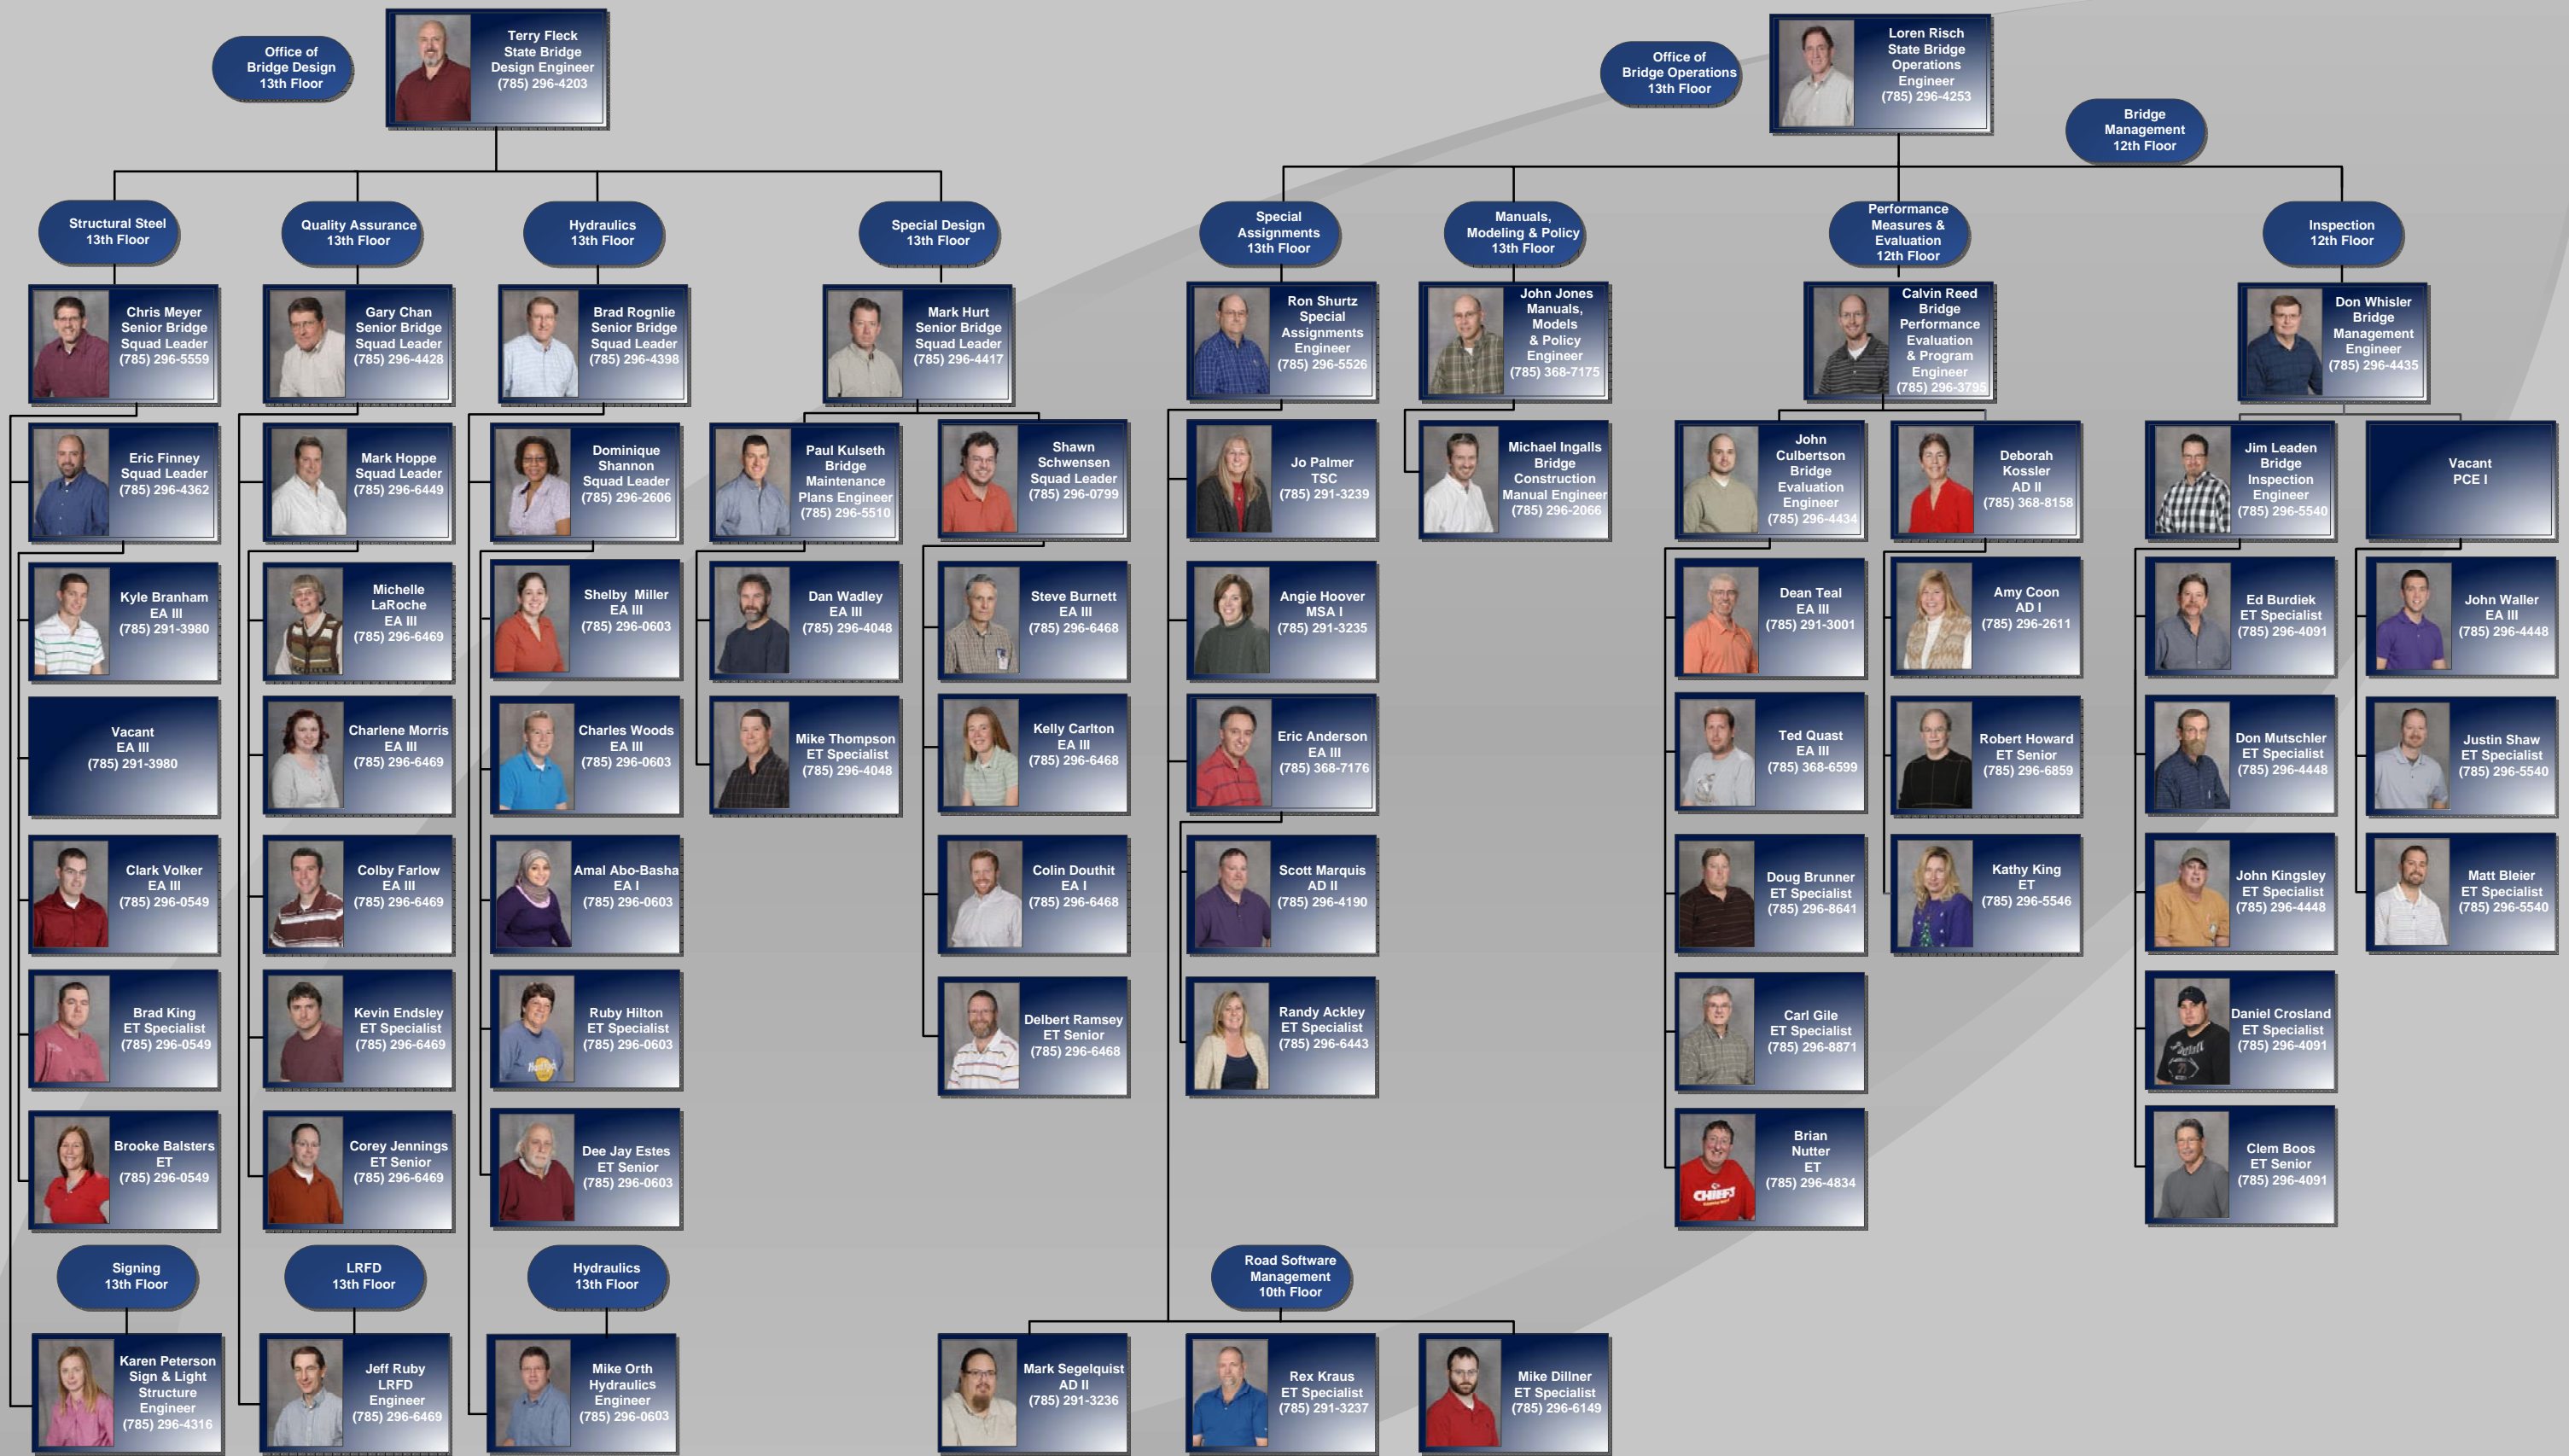 Office of
Bridge Design
13th Floor
Terry Fleck
State Bridge
Design Engineer
(785) 296-4203
Structural Steel
13th Floor
Quality Assurance
13th Floor
Hydraulics
13th Floor
Special Design
13th Floor
Chris Meyer
Senior Bridge
Squad Leader
(785) 296-5559
Gary Chan
Senior Bridge
Squad Leader
(785) 296-4428
Brad Rognlie
Senior Bridge
Squad Leader
(785) 296-4398
Mark Hurt
Senior Bridge
Squad Leader
(785) 296-4417
Eric Finney
Squad Leader
(785) 296-4362
Mark Hoppe
Squad Leader
(785) 296-6449
Dominique
Shannon
Squad Leader
(785) 296-2606
Paul Kulseth
Bridge
Maintenance
Plans Engineer
(785) 296-5510
Shawn
Schwensen
Squad Leader
(785) 296-0799
Kyle Branham
EA III
(785) 291-3980
Michelle
LaRoche
EA III
(785) 296-6469
Shelby Miller
EA III
(785) 296-0603
Dan Wadley
EA III
(785) 296-4048
Steve Burnett
EA III
(785) 296-6468
Vacant
EA III
(785) 291-3980
Charlene Morris
EA III
(785) 296-6469
Charles Woods
EA III
(785) 296-0603
Mike Thompson
ET Specialist
(785) 296-4048
Kelly Carlton
EA III
(785) 296-6468
Clark Volker
EA III
(785) 296-0549
Colby Farlow
EA III
(785) 296-6469
Amal Abo-Basha
EA I
(785) 296-0603
Colin Douthit
EA I
(785) 296-6468
Brad King
ET Specialist
(785) 296-0549
Kevin Endsley
ET Specialist
(785) 296-6469
Ruby Hilton
ET Specialist
(785) 296-0603
Delbert Ramsey
ET Senior
(785) 296-6468
Brooke Balsters
ET
(785) 296-0549
Corey Jennings
ET Senior
(785) 296-6469
Dee Jay Estes
ET Senior
(785) 296-0603
Signing
13th Floor
LRFD
13th Floor
Hydraulics
13th Floor
Karen Peterson
Sign & Light
Structure
Engineer
(785) 296-4316
Jeff Ruby
LRFD
Engineer
(785) 296-6469
Mike Orth
Hydraulics
Engineer
(785) 296-0603
Office of
Bridge Operations
13th Floor
Loren Risch
State Bridge
Operations
Engineer
(785) 296-4253
Bridge
Management
12th Floor
Special
Assignments
13th Floor
Manuals,
Modeling & Policy
13th Floor
Performance
Measures &
Evaluation
12th Floor
Inspection
12th Floor
Ron Shurtz
Special
Assignments
Engineer
(785) 296-5526
John Jones
Manuals,
Models
& Policy
Engineer
(785) 368-7175
Calvin Reed
Bridge
Performance
Evaluation
& Program
Engineer
(785) 296-3795
Don Whisler
Bridge
Management
Engineer
(785) 296-4435
Jo Palmer
TSC
(785) 291-3239
Michael Ingalls
Bridge
Construction
Manual Engineer
(785) 296-2066
John
Culbertson
Bridge
Evaluation
Engineer
(785) 296-4434
Deborah
Kossler
AD II
(785) 368-8158
Jim Leaden
Bridge
Inspection
Engineer
(785) 296-5540
Vacant
PCE I
Angie Hoover
MSA I
(785) 291-3235
Dean Teal
EA III
(785) 291-3001
Amy Coon
AD I
(785) 296-2611
Ed Burdiek
ET Specialist
(785) 296-4091
John Waller
EA III
(785) 296-4448
Eric Anderson
EA III
(785) 368-7176
Ted Quast
EA III
(785) 368-6599
Robert Howard
ET Senior
(785) 296-6859
Don Mutschler
ET Specialist
(785) 296-4448
Justin Shaw
ET Specialist
(785) 296-5540
Scott Marquis
AD II
(785) 296-4190
Doug Brunner
ET Specialist
(785) 296-8641
Kathy King
ET
(785) 296-5546
John Kingsley
ET Specialist
(785) 296-4448
Matt Bleier
ET Specialist
(785) 296-5540
Randy Ackley
ET Specialist
(785) 296-6443
Carl Gile
ET Specialist
(785) 296-8871
Daniel Crosland
ET Specialist
(785) 296-4091
Brian
Nutter
ET
(785) 296-4834
CHIEFS
Clem Boos
ET Senior
(785) 296-4091
Road Software
Management
10th Floor
Mark Segelquist
AD II
(785) 291-3236
Rex Kraus
ET Specialist
(785) 291-3237
Mike Dillner
ET Specialist
(785) 296-6149